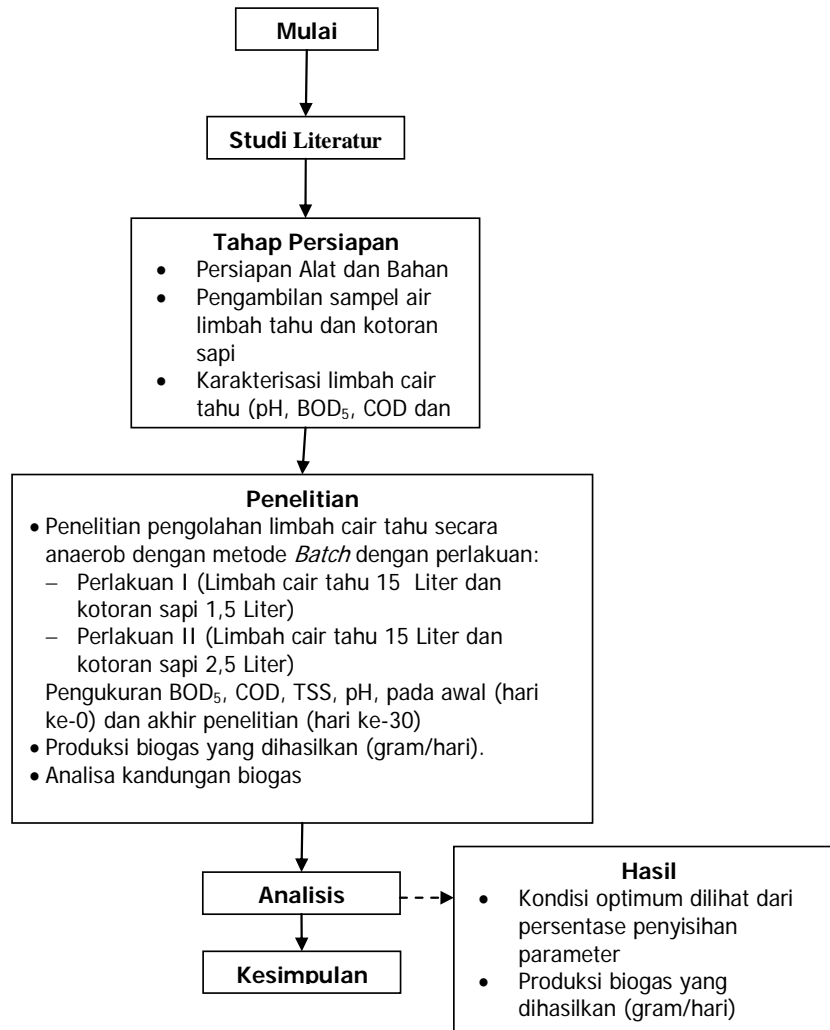 Mulai
Studi Literatur
Tahap Persiapan
• Persiapan Alat dan Bahan
• Pengambilan sampel air
limbah tahu dan kotoran
sapi
• Karakterisasi limbah cair
tahu (pH, BOD₅, COD dan
Penelitian
• Penelitian pengolahan limbah cair tahu secara
anaerob dengan metode Batch dengan perlakuan:
– Perlakuan I (Limbah cair tahu 15 Liter dan
kotoran sapi 1,5 Liter)
– Perlakuan II (Limbah cair tahu 15 Liter dan
kotoran sapi 2,5 Liter)
Pengukuran BOD₅, COD, TSS, pH, pada awal (hari
ke-0) dan akhir penelitian (hari ke-30)
• Produksi biogas yang dihasilkan (gram/hari).
• Analisa kandungan biogas
Analisis
Hasil
• Kondisi optimum dilihat dari
persentase penyisihan
parameter
• Produksi biogas yang
dihasilkan (gram/hari)
Kesimpulan